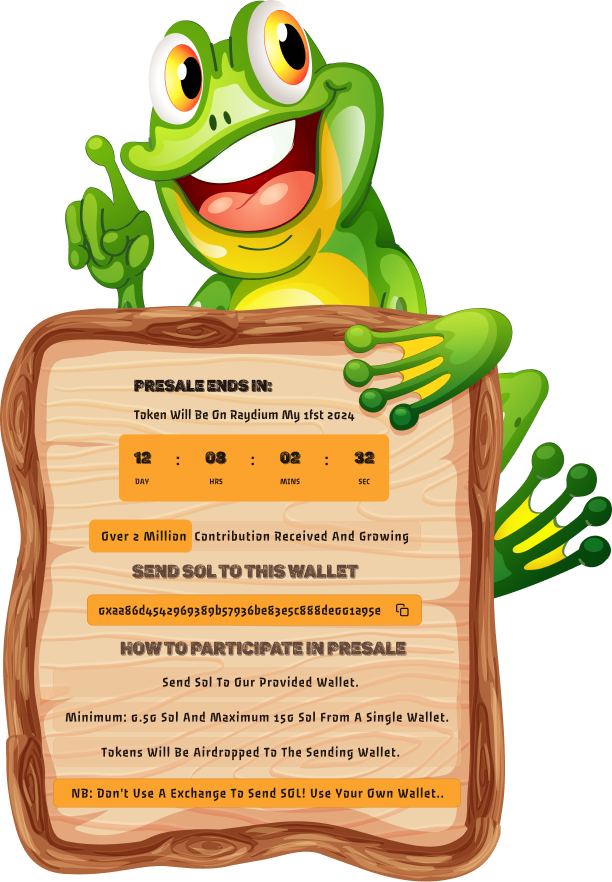 PRESALE ENDS IN:
Token Will Be On Raydium My 1fst 2024
12 : 08 : 02 : 32
DAY HRS MINS SEC
Over 2 Million Contribution Received And Growing
SEND SOL TO THIS WALLET
0xaa86d4542969389b57936be83e5c888de001a95e
HOW TO PARTICIPATE IN PRESALE
Send Sol To Our Provided Wallet.
Minimum: 0.50 Sol And Maximum 150 Sol From A Single Wallet.
Tokens Will Be Airdropped To The Sending Wallet.
NB: Don't Use A Exchange To Send SOL! Use Your Own Wallet..